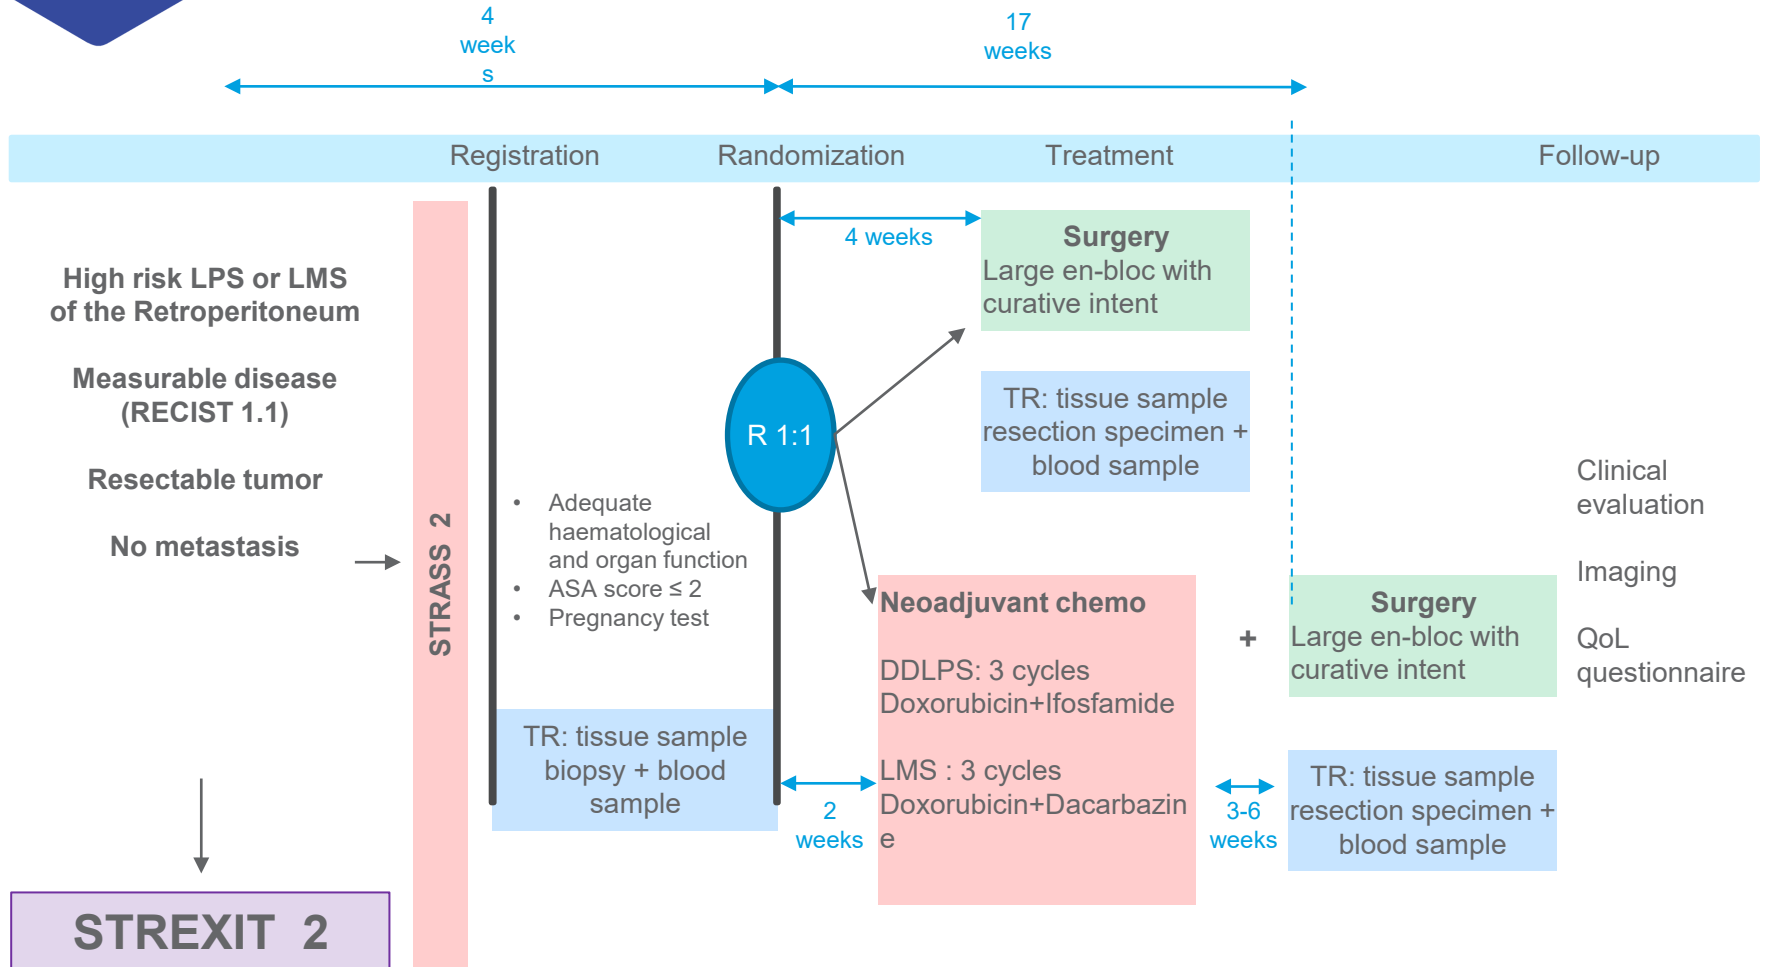 4
week
s
17
weeks
Registration
Randomization
Treatment
Follow-up
High risk LPS or LMS
of the Retroperitoneum
Measurable disease
(RECIST 1.1)
Resectable tumor
No metastasis
STREXIT 2
STRASS 2
• Adequate
haematological
and organ function
• ASA score ≤ 2
• Pregnancy test
TR: tissue sample
biopsy + blood
sample
R 1:1
4 weeks
Surgery
Large en-bloc with
curative intent
TR: tissue sample
resection specimen +
blood sample
2
weeks
Neoadjuvant chemo
DDLPS: 3 cycles
Doxorubicin+Ifosfamide
LMS : 3 cycles
Doxorubicin+Dacarbazin
e
+
3-6
weeks
Surgery
Large en-bloc with
curative intent
TR: tissue sample
resection specimen +
blood sample
Clinical
evaluation
Imaging
QoL
questionnaire